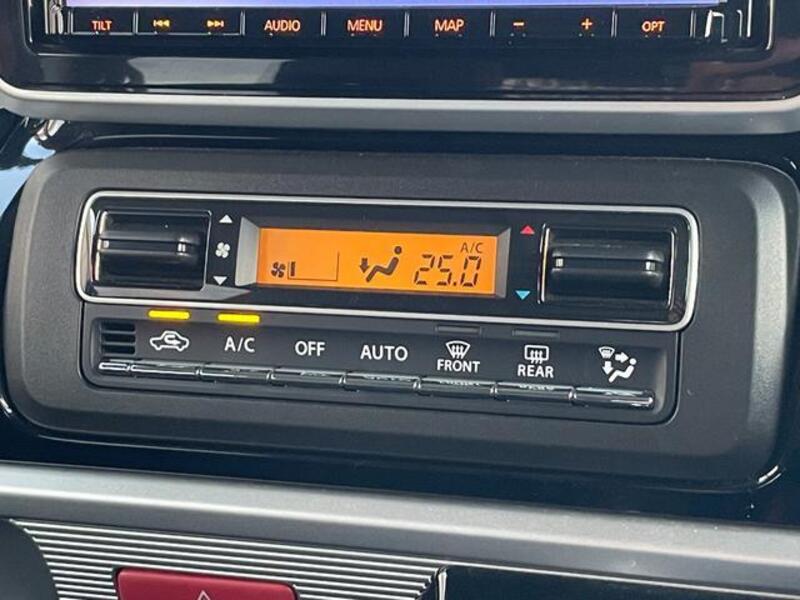 TILT AUDIO MENU MAP − + OPT
A/C
25.0
A/C OFF AUTO FRONT REAR